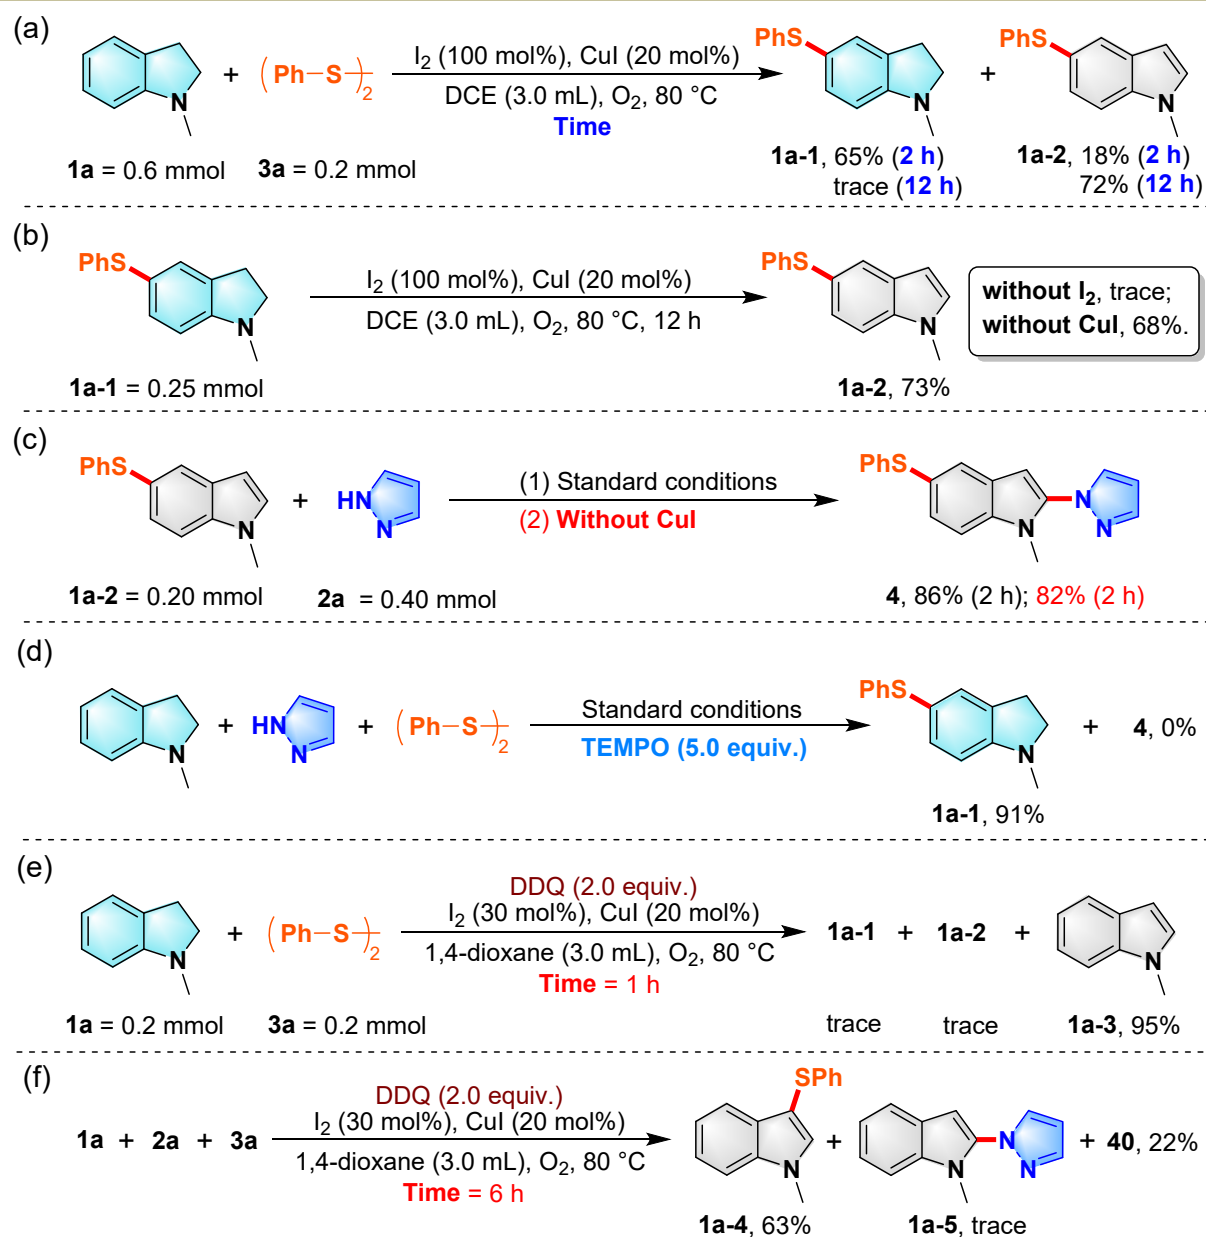 (a)
N
+
(Ph–S)2
I2 (100 mol%), CuI (20 mol%)
DCE (3.0 mL), O2, 80 °C
Time
PhS
N
+
PhS
N
1a = 0.6 mmol
3a = 0.2 mmol
1a-1, 65% (2 h)
trace (12 h)
1a-2, 18% (2 h)
72% (12 h)
(b)
PhS
N
I2 (100 mol%), CuI (20 mol%)
DCE (3.0 mL), O2, 80 °C, 12 h
PhS
N
without I2, trace;
without CuI, 68%.
1a-1 = 0.25 mmol
1a-2, 73%
(c)
PhS
N
+
HN
N
(1) Standard conditions
(2) Without CuI
PhS
N
N
N
1a-2 = 0.20 mmol
2a = 0.40 mmol
4, 86% (2 h); 82% (2 h)
(d)
N
+
HN
N
+
(Ph–S)2
Standard conditions
TEMPO (5.0 equiv.)
PhS
N
+ 4, 0%
1a-1, 91%
(e)
N
+
(Ph–S)2
DDQ (2.0 equiv.)
I2 (30 mol%), CuI (20 mol%)
1,4-dioxane (3.0 mL), O2, 80 °C
Time = 1 h
1a-1 + 1a-2 +
N
1a = 0.2 mmol
3a = 0.2 mmol
trace
trace
1a-3, 95%
(f)
1a + 2a + 3a
DDQ (2.0 equiv.)
I2 (30 mol%), CuI (20 mol%)
1,4-dioxane (3.0 mL), O2, 80 °C
Time = 6 h
SPh
N
+
N
N
N
+ 40, 22%
1a-4, 63%
1a-5, trace